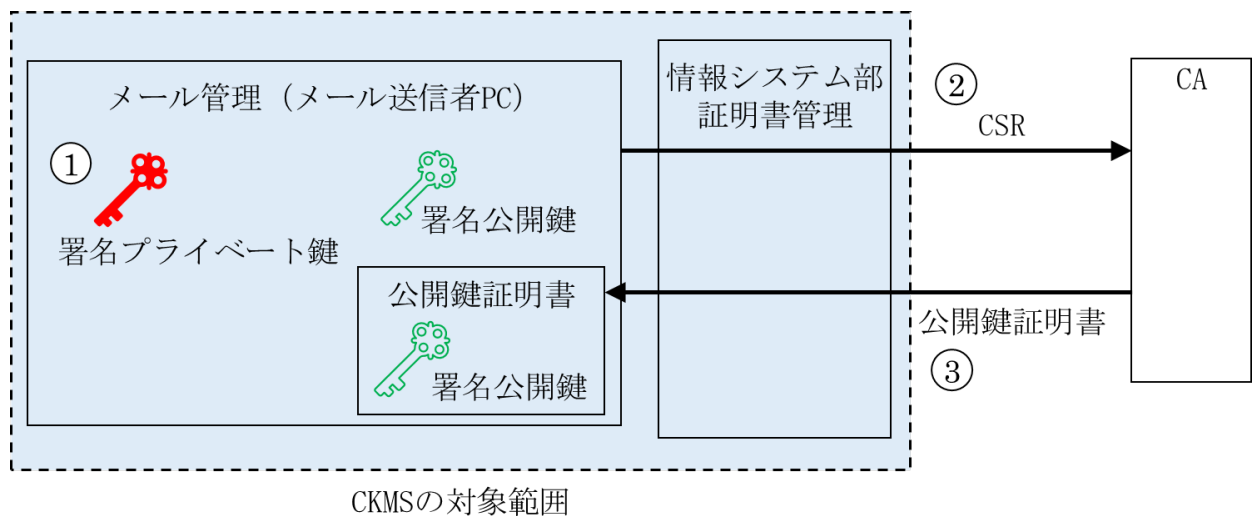 メール管理（メール送信者PC）
①
署名プライベート鍵
署名公開鍵
公開鍵証明書
署名公開鍵
情報システム部
証明書管理
②
CSR
CA
公開鍵証明書
③
CKMSの対象範囲